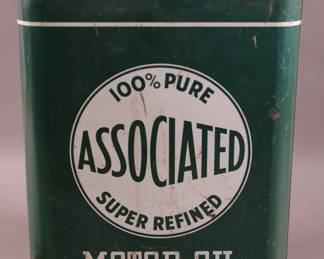 100% PURE
ASSOCIATED
SUPER REFINED
MOTOR OIL